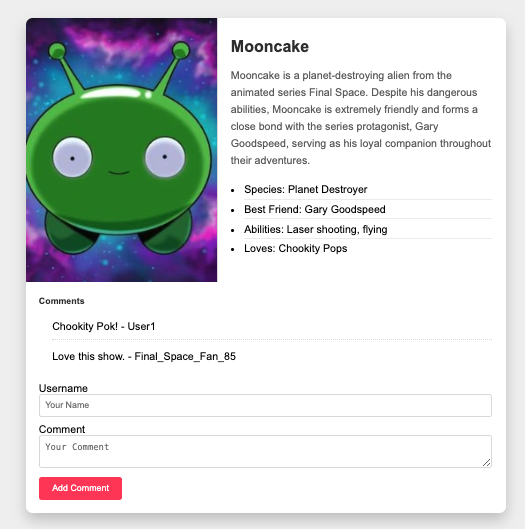 Mooncake
Mooncake is a planet-destroying alien from the
animated series Final Space. Despite his dangerous
abilities, Mooncake is extremely friendly and forms a
close bond with the series protagonist, Gary
Goodspeed, serving as his loyal companion throughout
their adventures.
• Species: Planet Destroyer
• Best Friend: Gary Goodspeed
• Abilities: Laser shooting, flying
• Loves: Chookity Pops
Comments
Chookity Pok! - User1
Love this show. - Final_Space_Fan_85
Username
Your Name
Comment
Your Comment
Add Comment